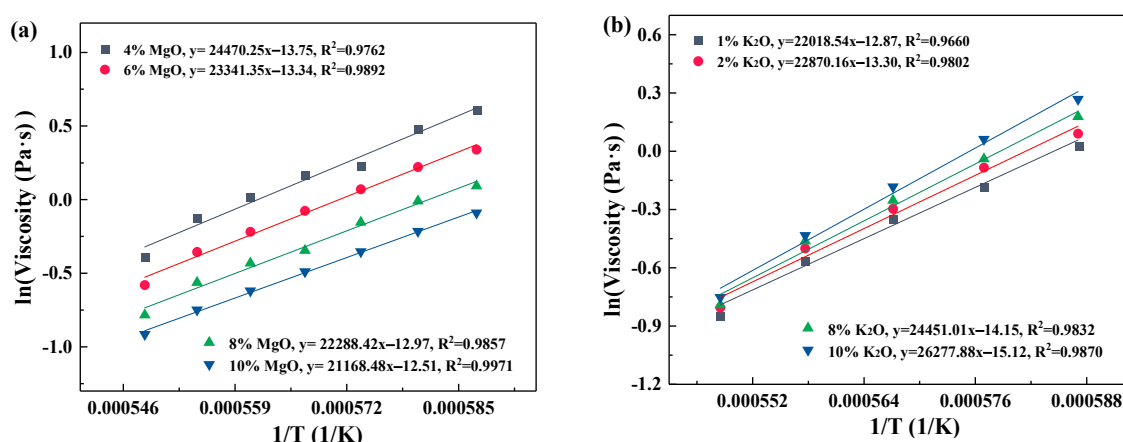 (a)
4% MgO, y= 24470.25x−13.75, R²=0.9762
6% MgO, y= 23341.35x−13.34, R²=0.9892
8% MgO, y= 22288.42x−12.97, R²=0.9857
10% MgO, y= 21168.48x−12.51, R²=0.9971
ln(Viscosity (Pa·s) )
1.0
0.5
0.0
-0.5
-1.0
0.000546 0.000559 0.000572 0.000585
1/T (1/K)
(b)
1% K2O, y=22018.54x−12.87, R²=0.9660
2% K2O, y=22870.16x−13.30, R²=0.9802
8% K2O, y=24451.01x−14.15, R²=0.9832
10% K2O, y=26277.88x−15.12, R²=0.9870
ln(Viscosity (Pa·s) )
0.6
0.3
0.0
-0.3
-0.6
-0.9
-1.2
0.000552 0.000564 0.000576 0.000588
1/T (1/K)